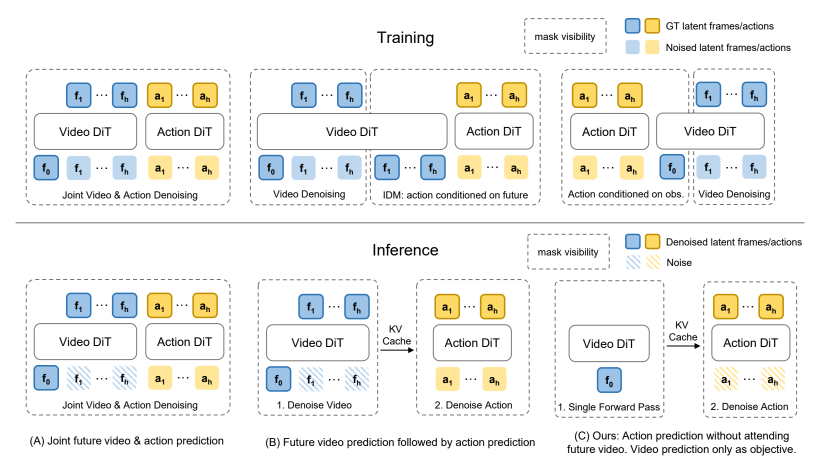 Training
mask visibility
GT latent frames/actions
Noised latent frames/actions
f1 ··· fh a1 ··· ah
Video DiT Action DiT
f0 f1 ··· fh a1 ··· ah
Joint Video & Action Denoising
f1 ··· fh a1 ··· ah
Video DiT Action DiT
f0 f1 ··· fh f1 ··· fh a1 ··· ah
Video Denoising IDM: action conditioned on future
a1 ··· ah f1 ··· fh
Action DiT Video DiT
a1 ··· ah f0 f1 ··· fh
Action conditioned on obs. Video Denoising
Inference
mask visibility
Denoised latent frames/actions
Noise
f1 ··· fh a1 ··· ah
Video DiT Action DiT
f0 f1 ··· fh a1 ··· ah
Joint Video & Action Denoising
(A) Joint future video & action prediction
f1 ··· fh
Video DiT
f0 f1 ··· fh
1. Denoise Video
KV
Cache
a1 ··· ah
Action DiT
a1 ··· ah
2. Denoise Action
(B) Future video prediction followed by action prediction
Video DiT
f0
1. Single Forward Pass
KV
Cache
a1 ··· ah
Action DiT
a1 ··· ah
2. Denoise Action
(C) Ours: Action prediction without attending
future video. Video prediction only as objective.